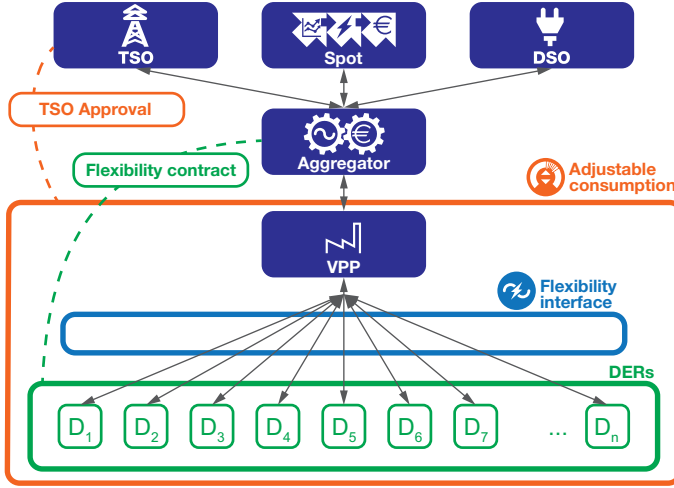 TSO
Spot
DSO
TSO Approval
Aggregator
Flexibility contract
Adjustable
consumption
VPP
Flexibility
interface
DERs
D1 D2 D3 D4 D5 D6 D7 ... Dn